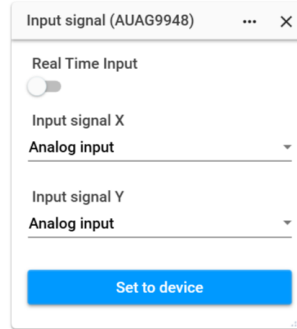 Input signal (AUAG9948)
Real Time Input
Input signal X
Analog input
Input signal Y
Analog input
Set to device